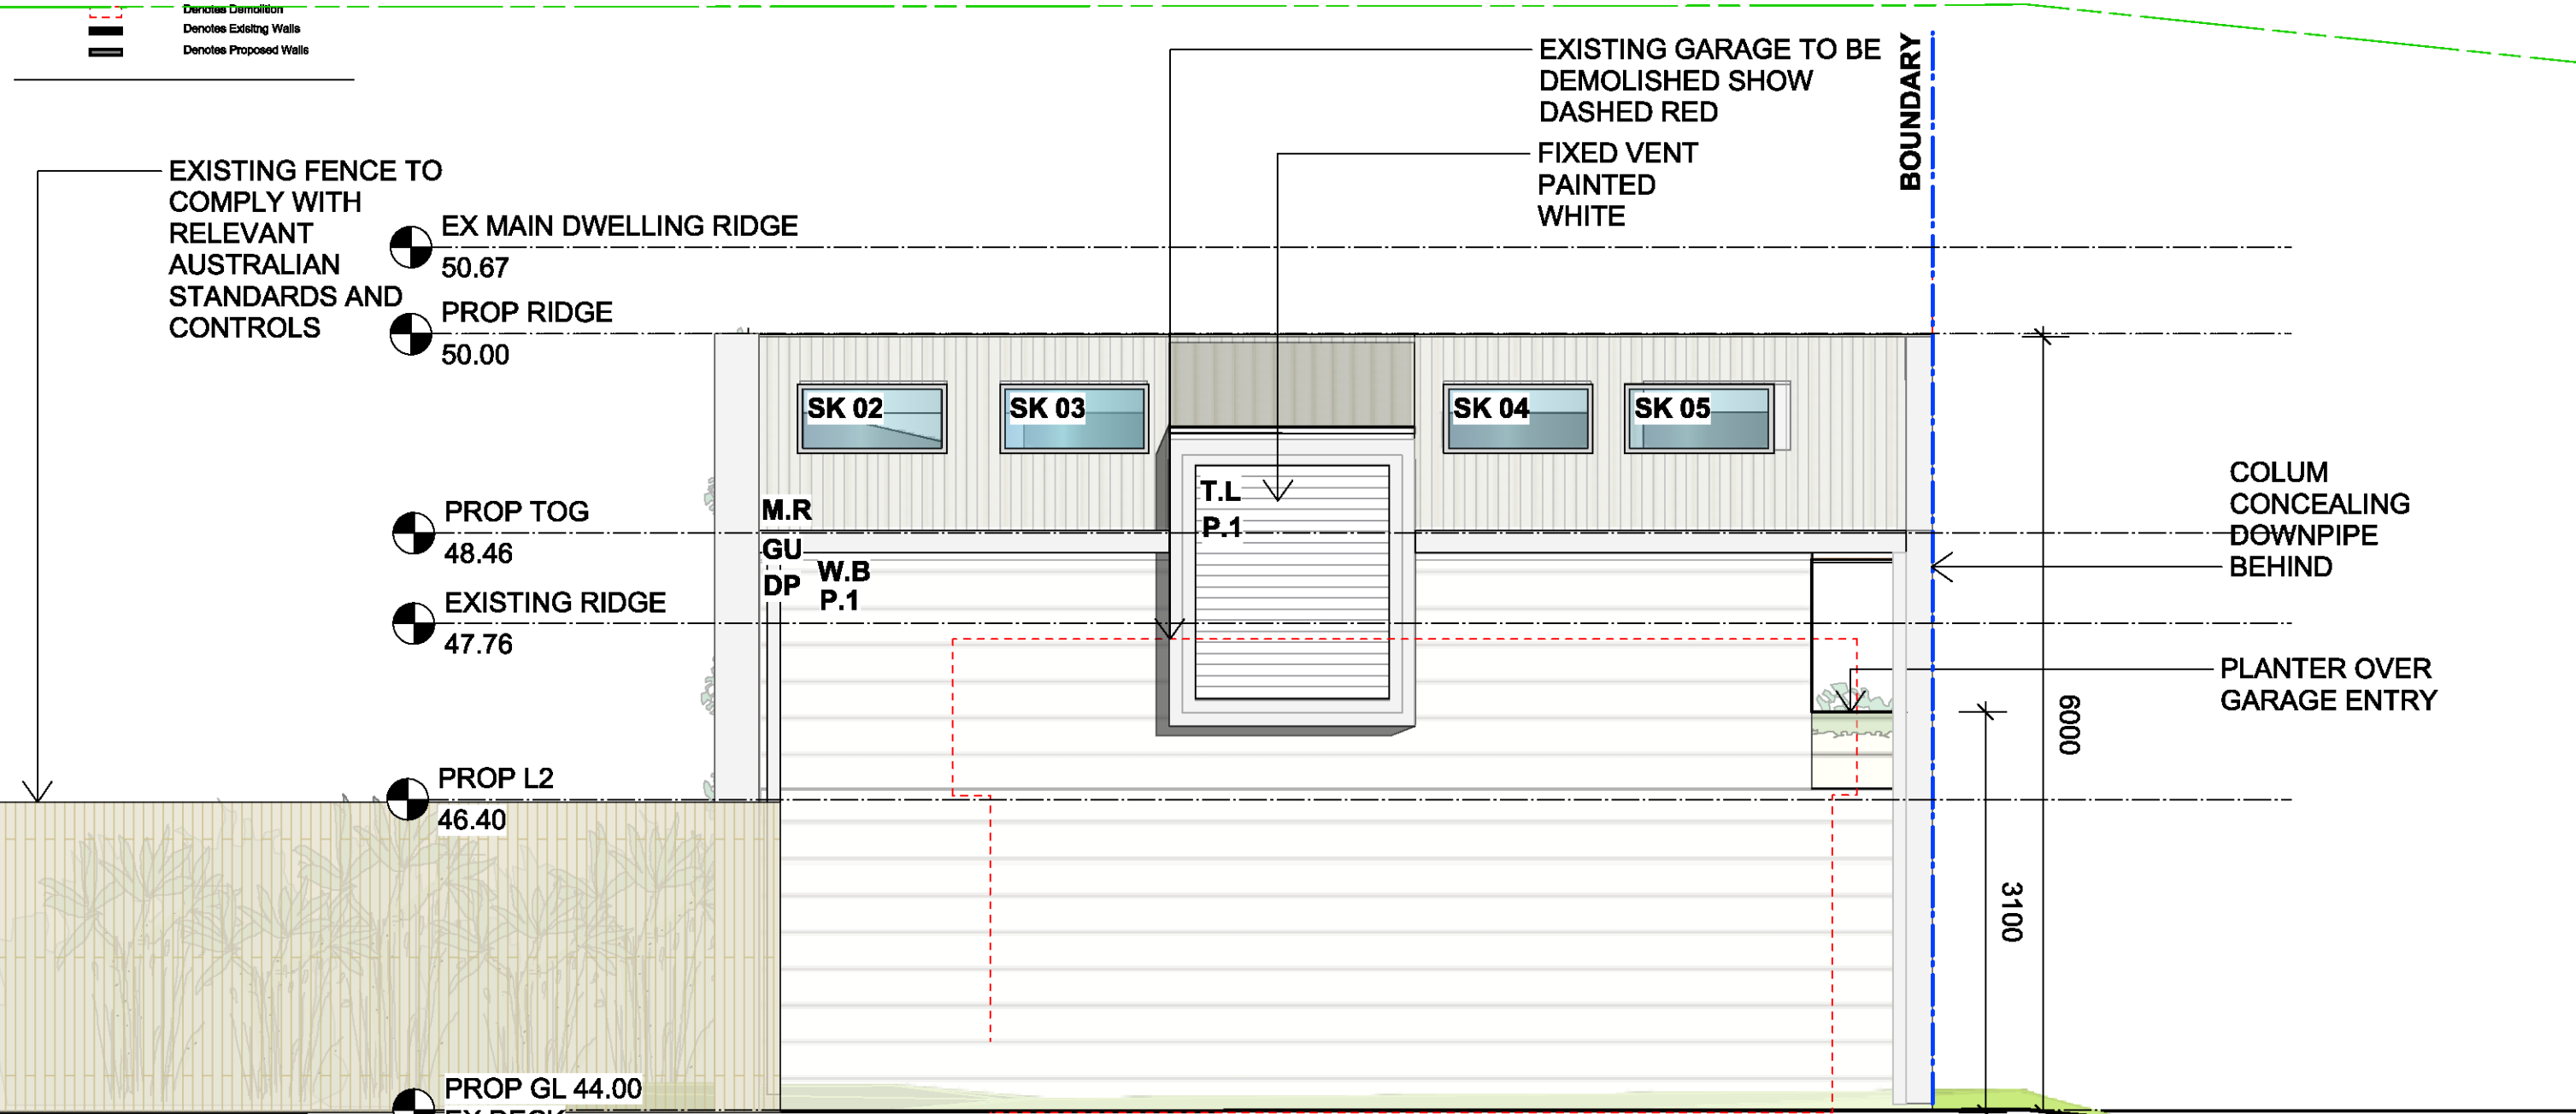 Denotes Demolition
Denotes Exisitng Walls
Denotes Proposed Walls
EXISTING GARAGE TO BE
DEMOLISHED SHOW
DASHED RED
BOUNDARY
FIXED VENT
PAINTED
WHITE
EXISTING FENCE TO
COMPLY WITH
RELEVANT
AUSTRALIAN
STANDARDS AND
CONTROLS
EX MAIN DWELLING RIDGE
50.67
PROP RIDGE
50.00
SK 02
SK 03
SK 04
SK 05
T.L
P.1
M.R
GU
DP
W.B
P.1
PROP TOG
48.46
EXISTING RIDGE
47.76
COLUM
CONCEALING
DOWNPIPE
BEHIND
PLANTER OVER
GARAGE ENTRY
6000
3100
PROP L2
46.40
PROP GL 44.00
EX DECK